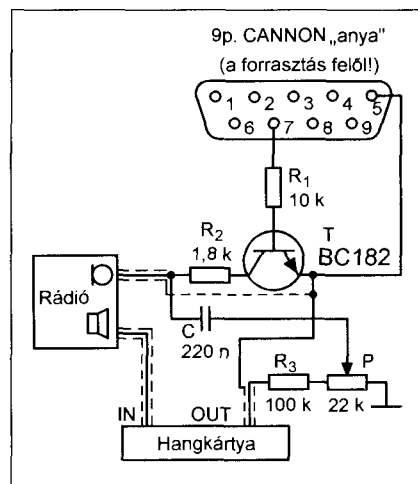 9p. CANNON „anya"
(a forrasztás felől!)
1 2 3 4 5
6 7 8 9
R1
10 k
T
BC182
R2
1,8 k
Rádió
C
220 n
R3
100 k
P
22 k
IN OUT
Hangkártya